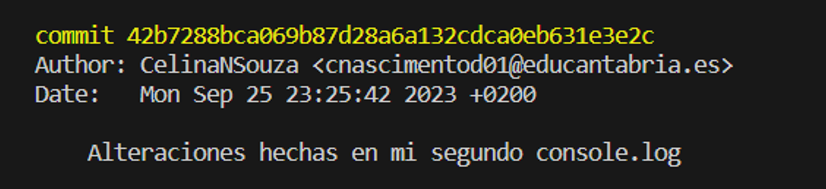 commit 42b7288bca069b87d28a6a132cdca0eb631e3e2c
Author: CelinaNSouza <cnascimentod01@educantabria.es>
Date:   Mon Sep 25 23:25:42 2023 +0200
Alteraciones hechas en mi segundo console.log